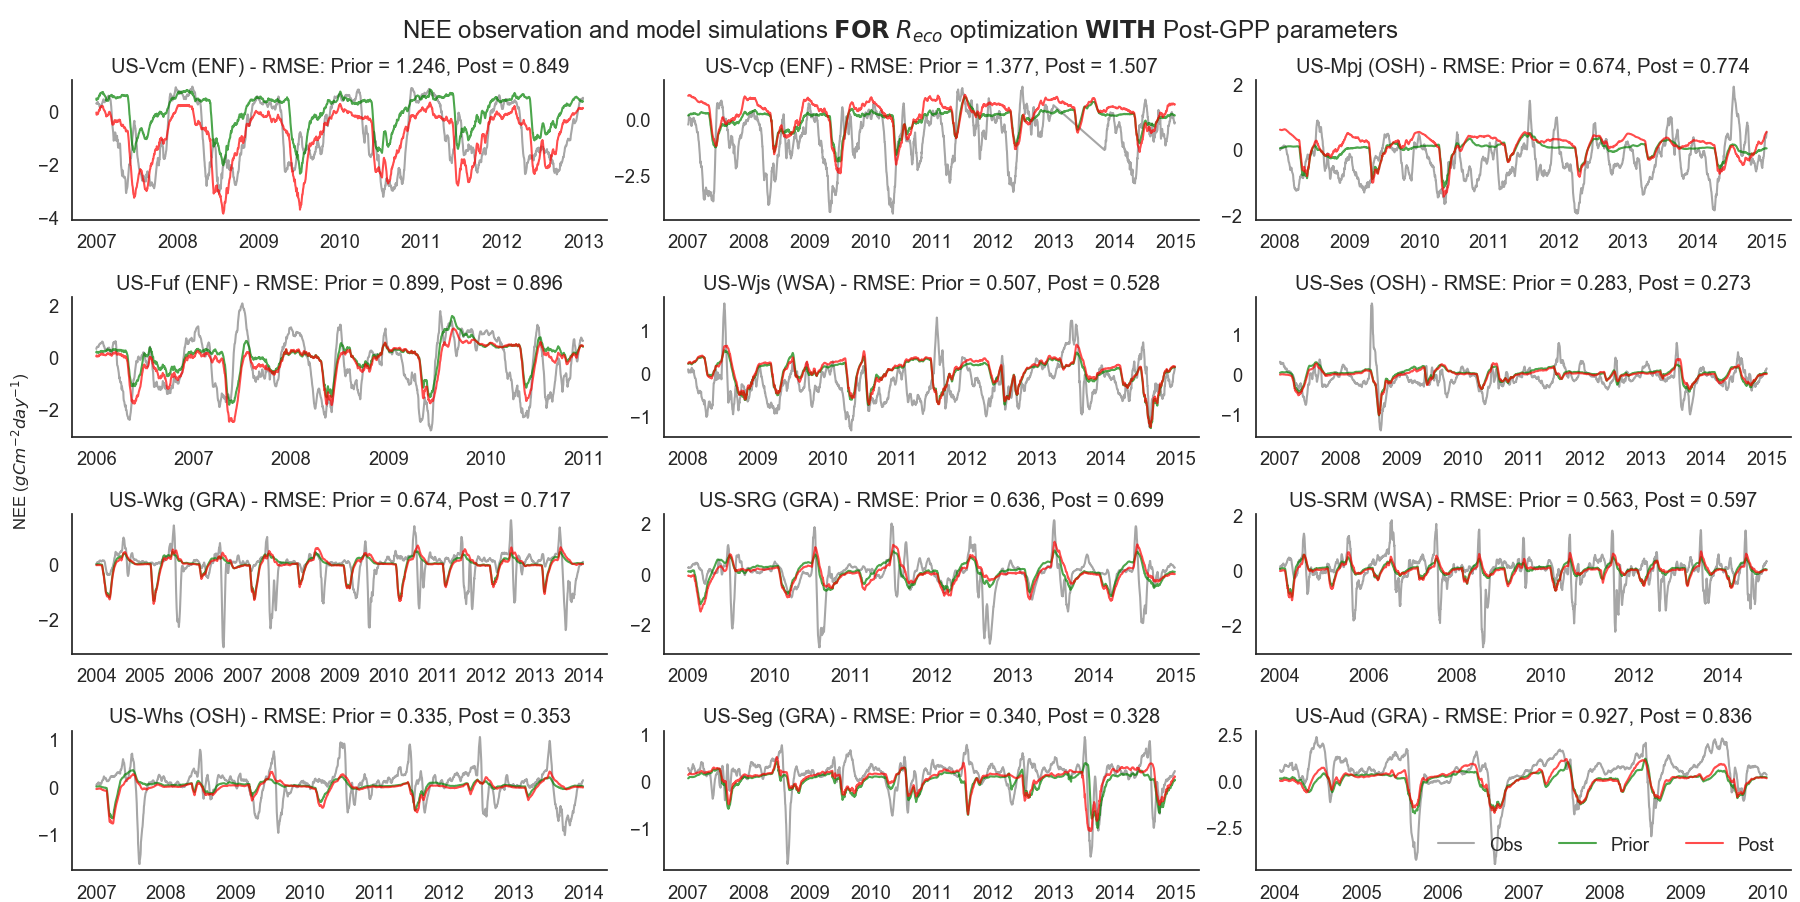 NEE observation and model simulations FOR R_eco optimization WITH Post-GPP parameters
US-Vcm (ENF) - RMSE: Prior = 1.246, Post = 0.849
0
−2
−4
2007 2008 2009 2010 2011 2012 2013
US-Vcp (ENF) - RMSE: Prior = 1.377, Post = 1.507
0.0
−2.5
2007 2008 2009 2010 2011 2012 2013 2014 2015
US-Mpj (OSH) - RMSE: Prior = 0.674, Post = 0.774
2
0
−2
2008 2009 2010 2011 2012 2013 2014 2015
US-Fuf (ENF) - RMSE: Prior = 0.899, Post = 0.896
2
0
−2
2006 2007 2008 2009 2010 2011
US-Wjs (WSA) - RMSE: Prior = 0.507, Post = 0.528
1
0
−1
2008 2009 2010 2011 2012 2013 2014 2015
US-Ses (OSH) - RMSE: Prior = 0.283, Post = 0.273
1
0
−1
2007 2008 2009 2010 2011 2012 2013 2014 2015
NEE (gCm⁻²day⁻¹)
US-Wkg (GRA) - RMSE: Prior = 0.674, Post = 0.717
0
−2
2004 2005 2006 2007 2008 2009 2010 2011 2012 2013 2014
US-SRG (GRA) - RMSE: Prior = 0.636, Post = 0.699
2
0
−2
2009 2010 2011 2012 2013 2014 2015
US-SRM (WSA) - RMSE: Prior = 0.563, Post = 0.597
2
0
−2
2004 2006 2008 2010 2012 2014
US-Whs (OSH) - RMSE: Prior = 0.335, Post = 0.353
1
0
−1
2007 2008 2009 2010 2011 2012 2013 2014
US-Seg (GRA) - RMSE: Prior = 0.340, Post = 0.328
1
0
−1
2007 2008 2009 2010 2011 2012 2013 2014 2015
US-Aud (GRA) - RMSE: Prior = 0.927, Post = 0.836
2.5
0.0
−2.5
Obs Prior Post
2004 2005 2006 2007 2008 2009 2010